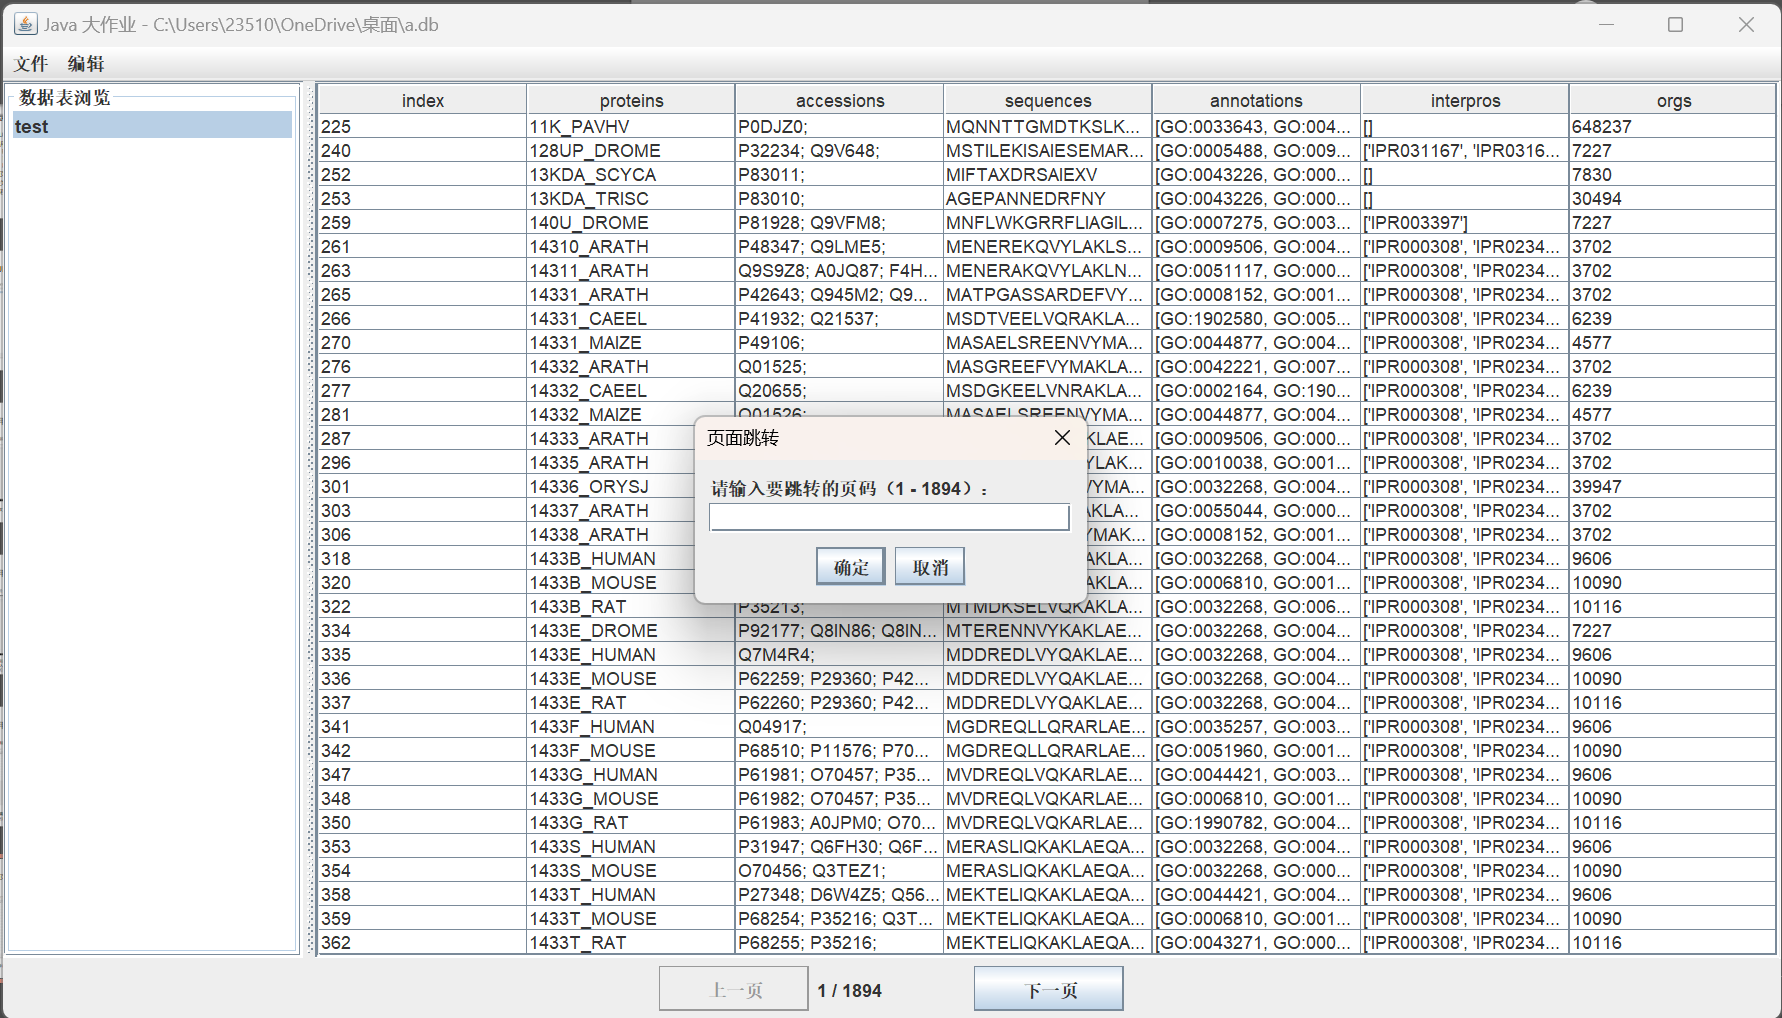 Java 大作业 - C:\Users\23510\OneDrive\桌面\a.db
文件 编辑
数据表浏览
test
index proteins accessions sequences annotations interpros orgs
225 11K_PAVHV P0DJZ0; MQNNTTGMDTKSLK... [GO:0033643, GO:004... [] 648237
240 128UP_DROME P32234; Q9V648; MSTILEKISAIESEMAR... [GO:0005488, GO:009... ['IPR031167', 'IPR0316... 7227
252 13KDA_SCYCA P83011; MIFTAXDRSAIEXV [GO:0043226, GO:000... [] 7830
253 13KDA_TRISC P83010; AGEPANNEDRFNY [GO:0043226, GO:000... [] 30494
259 140U_DROME P81928; Q9VFM8; MNFLWKGRRFLIAGIL... [GO:0007275, GO:003... ['IPR003397'] 7227
261 14310_ARATH P48347; Q9LME5; MENEREKQVYLAKLS... [GO:0009506, GO:004... ['IPR000308', 'IPR0234... 3702
263 14311_ARATH Q9S9Z8; A0JQ87; F4H... MENERAKQVYLAKLN... [GO:0051117, GO:000... ['IPR000308', 'IPR0234... 3702
265 14331_ARATH P42643; Q945M2; Q9... MATPGASSARDEFVY... [GO:0008152, GO:001... ['IPR000308', 'IPR0234... 3702
266 14331_CAEEL P41932; Q21537; MSDTVEELVQRAKLA... [GO:1902580, GO:005... ['IPR000308', 'IPR0234... 6239
270 14331_MAIZE P49106; MASAELSREENVYMA... [GO:0044877, GO:004... ['IPR000308', 'IPR0234... 4577
276 14332_ARATH Q01525; MASGREEFVYMAKLA... [GO:0042221, GO:007... ['IPR000308', 'IPR0234... 3702
277 14332_CAEEL Q20655; MSDGKEELVNRAKLA... [GO:0002164, GO:190... ['IPR000308', 'IPR0234... 6239
281 14332_MAIZE Q01526; MASAELSREENVYMA... [GO:0044877, GO:004... ['IPR000308', 'IPR0234... 4577
287 14333_ARATH KLAE... [GO:0009506, GO:000... ['IPR000308', 'IPR0234... 3702
296 14335_ARATH YLAK... [GO:0010038, GO:001... ['IPR000308', 'IPR0234... 3702
301 14336_ORYSJ YMA... [GO:0032268, GO:004... ['IPR000308', 'IPR0234... 39947
303 14337_ARATH AKLA... [GO:0055044, GO:000... ['IPR000308', 'IPR0234... 3702
306 14338_ARATH YMAK... [GO:0008152, GO:001... ['IPR000308', 'IPR0234... 3702
318 1433B_HUMAN AKLA... [GO:0032268, GO:004... ['IPR000308', 'IPR0234... 9606
320 1433B_MOUSE AKLA... [GO:0006810, GO:001... ['IPR000308', 'IPR0234... 10090
322 1433B_RAT P35213; MTMDKSELVQKAKLA... [GO:0032268, GO:006... ['IPR000308', 'IPR0234... 10116
334 1433E_DROME P92177; Q8IN86; Q8IN... MTERENNVYKAKLAE... [GO:0032268, GO:004... ['IPR000308', 'IPR0234... 7227
335 1433E_HUMAN Q7M4R4; MDDREDLVYQAKLAE... [GO:0032268, GO:004... ['IPR000308', 'IPR0234... 9606
336 1433E_MOUSE P62259; P29360; P42... MDDREDLVYQAKLAE... [GO:0032268, GO:004... ['IPR000308', 'IPR0234... 10090
337 1433E_RAT P62260; P29360; P42... MDDREDLVYQAKLAE... [GO:0032268, GO:004... ['IPR000308', 'IPR0234... 10116
341 1433F_HUMAN Q04917; MGDREQLLQRARLAE... [GO:0035257, GO:003... ['IPR000308', 'IPR0234... 9606
342 1433F_MOUSE P68510; P11576; P70... MGDREQLLQRARLAE... [GO:0051960, GO:001... ['IPR000308', 'IPR0234... 10090
347 1433G_HUMAN P61981; O70457; P35... MVDREQLVQKARLAE... [GO:0044421, GO:003... ['IPR000308', 'IPR0234... 9606
348 1433G_MOUSE P61982; O70457; P35... MVDREQLVQKARLAE... [GO:0006810, GO:001... ['IPR000308', 'IPR0234... 10090
350 1433G_RAT P61983; A0JPM0; O70... MVDREQLVQKARLAE... [GO:1990782, GO:004... ['IPR000308', 'IPR0234... 10116
353 1433S_HUMAN P31947; Q6FH30; Q6F... MERASLIQKAKLAEQA... [GO:0032268, GO:004... ['IPR000308', 'IPR0234... 9606
354 1433S_MOUSE O70456; Q3TEZ1; MERASLIQKAKLAEQA... [GO:0032268, GO:000... ['IPR000308', 'IPR0234... 10090
358 1433T_HUMAN P27348; D6W4Z5; Q56... MEKTELIQKAKLAEQA... [GO:0044421, GO:004... ['IPR000308', 'IPR0234... 9606
359 1433T_MOUSE P68254; P35216; Q3T... MEKTELIQKAKLAEQA... [GO:0006810, GO:001... ['IPR000308', 'IPR0234... 10090
362 1433T_RAT P68255; P35216; MEKTELIQKAKLAEQA... [GO:0043271, GO:000... ['IPR000308', 'IPR0234... 10116
页面跳转
请输入要跳转的页码（1 - 1894）：
确定 取消
上一页 1 / 1894 下一页